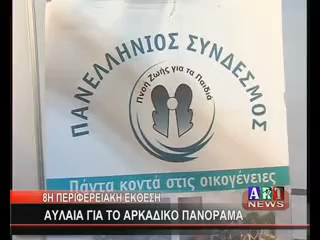 ΠΑΝΕΛΛΗΝΙΟΣ ΣΥΝΔΕΣΜΟΣ
Πνοή Ζωής για τα Παιδιά
Πάντα κοντά στις οικογένειες
8Η ΠΕΡΙΦΕΡΕΙΑΚΗ ΕΚΘΕΣΗ
ΑΥΛΑΙΑ ΓΙΑ ΤΟ ΑΡΚΑΔΙΚΟ ΠΑΝΟΡΑΜΑ
ART
NEWS